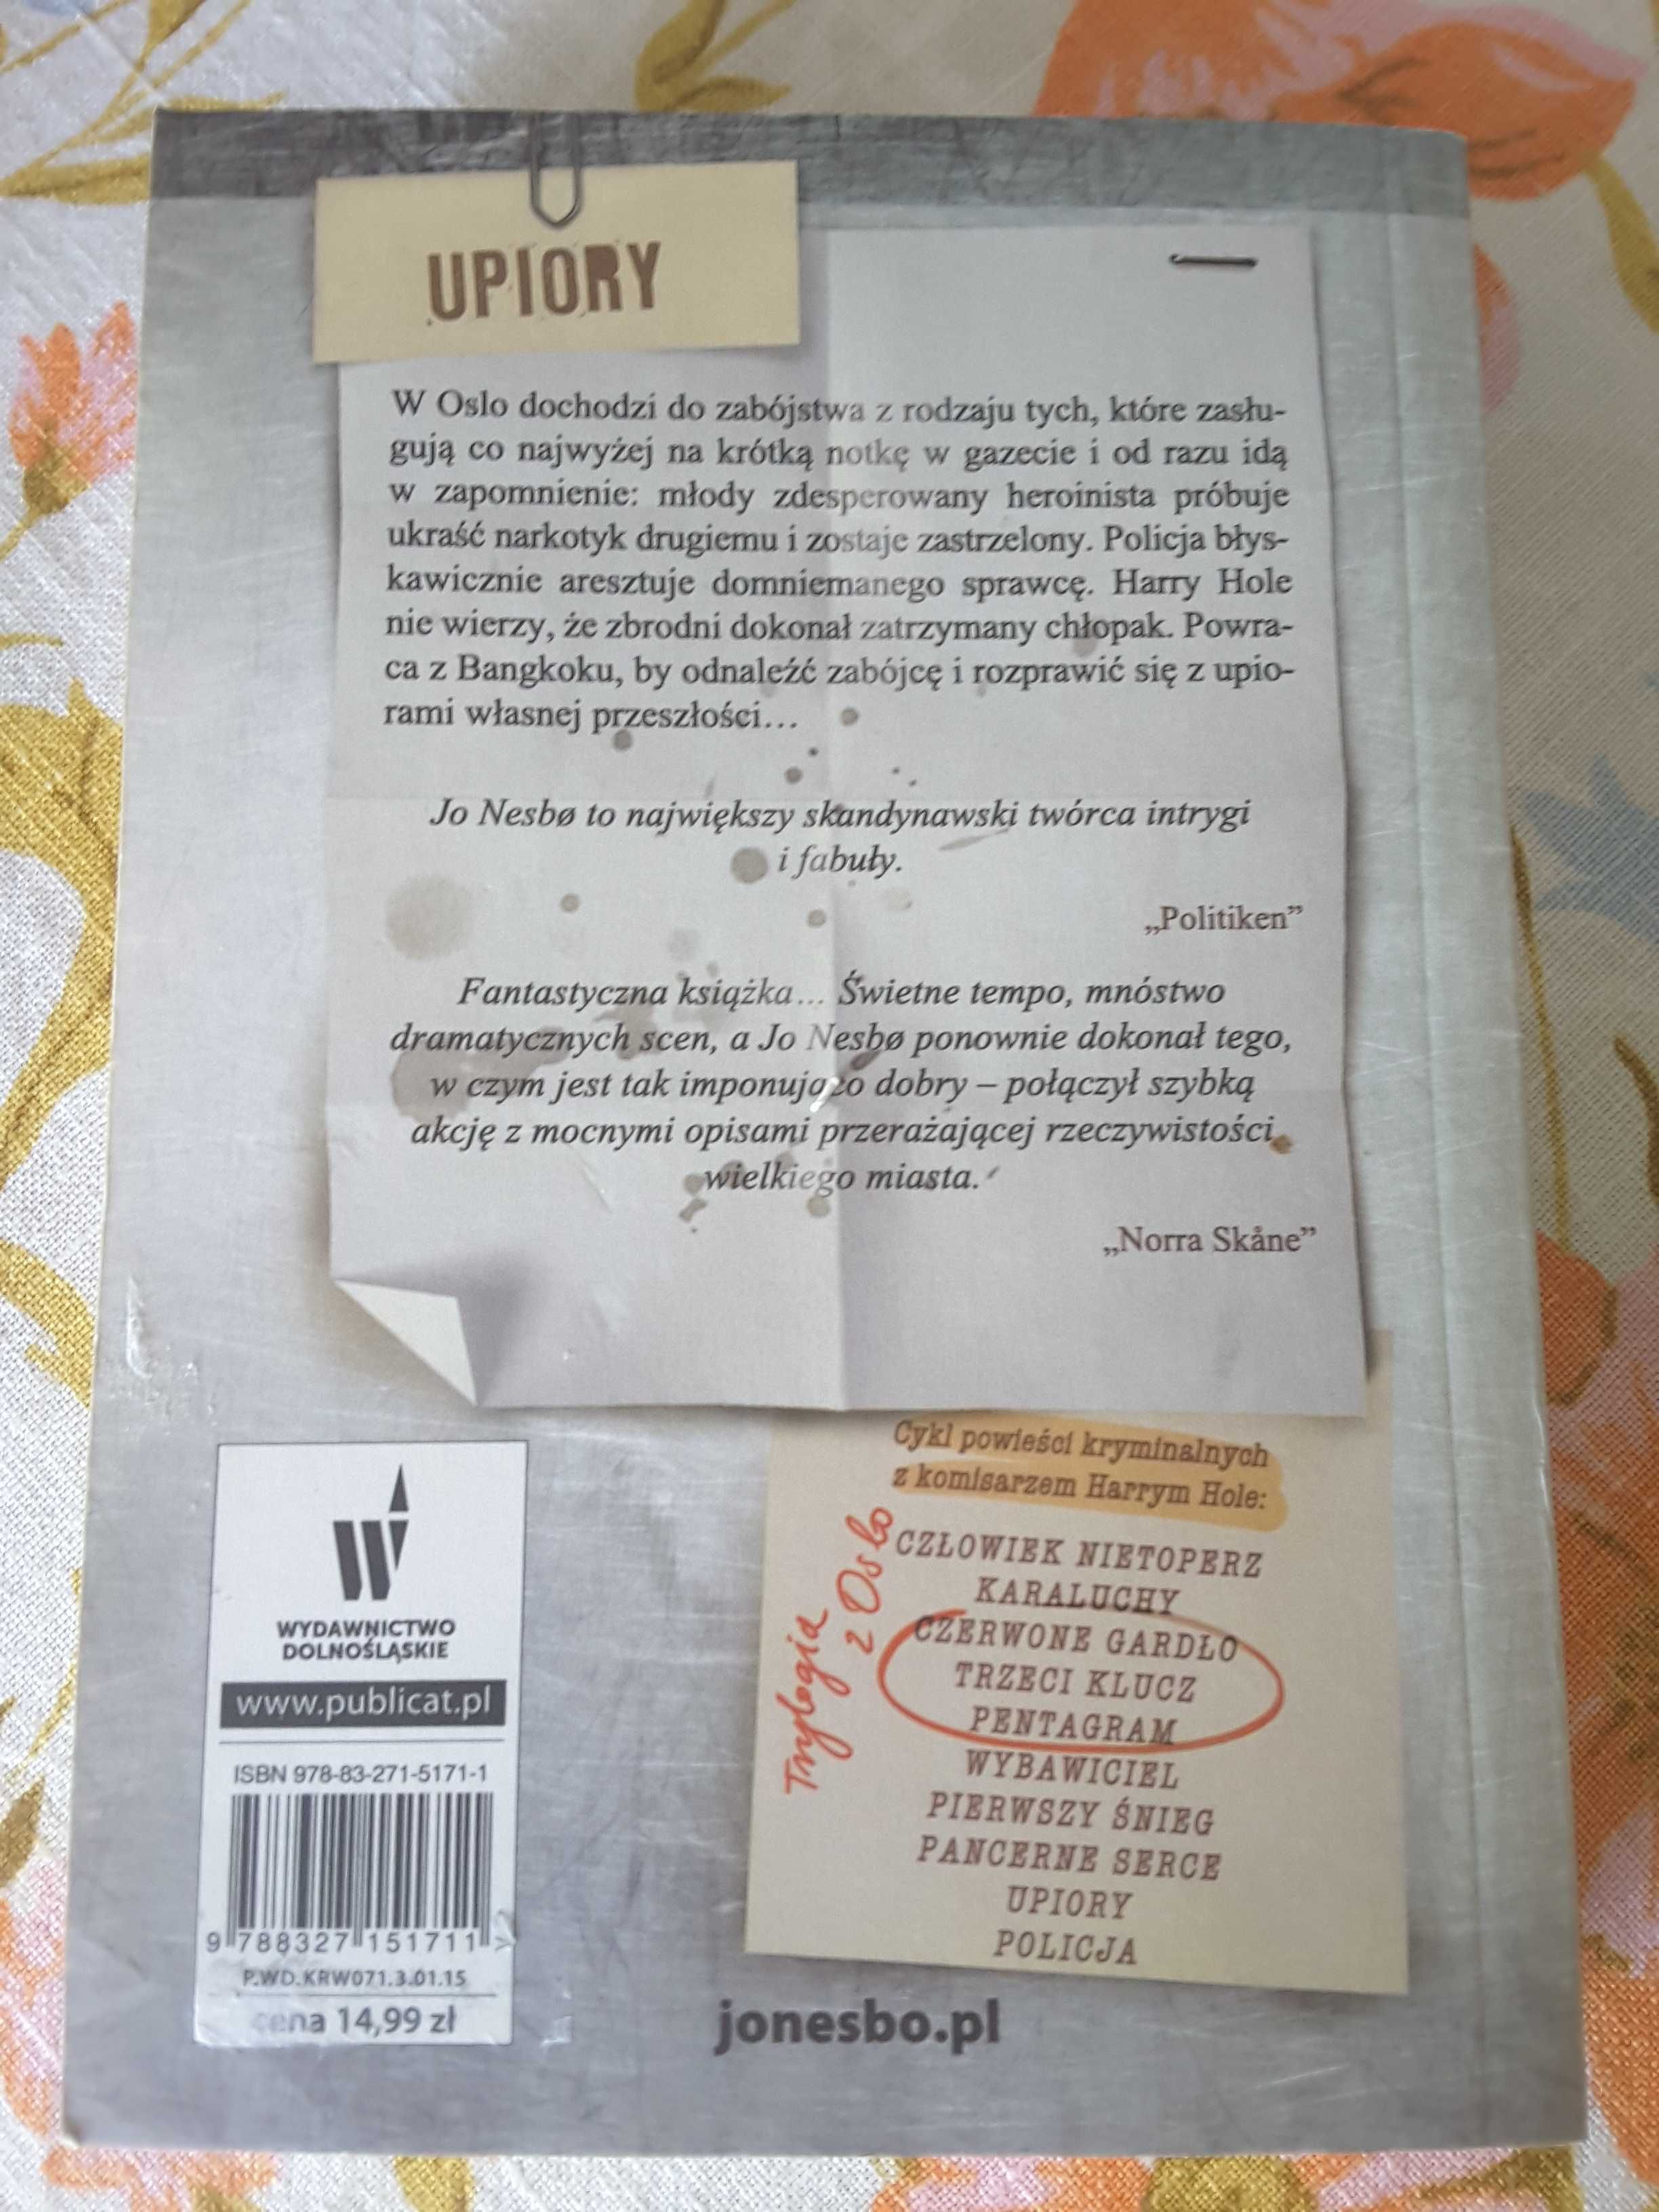 UPIORY
W Oslo dochodzi do zabójstwa z rodzaju tych, które zasłu-
gują co najwyżej na krótką notkę w gazecie i od razu idą
w zapomnienie: młody zdesperowany heroinista próbuje
ukraść narkotyk drugiemu i zostaje zastrzelony. Policja błys-
kawicznie aresztuje domniemanego sprawcę. Harry Hole
nie wierzy, że zbrodni dokonał zatrzymany chłopak. Powra-
ca z Bangkoku, by odnaleźć zabójcę i rozprawić się z upio-
rami własnej przeszłości...
Jo Nesbø to największy skandynawski twórca intrygi
i fabuły.
„Politiken”
Fantastyczna książka... Świetne tempo, mnóstwo
dramatycznych scen, a Jo Nesbø ponownie dokonał tego,
w czym jest tak imponująco dobry – połączył szybką
akcję z mocnymi opisami przerażającej rzeczywistości
wielkiego miasta.
„Norra Skåne”
Cykl powieści kryminalnych
z komisarzem Harrym Hole:
Trylogia
z Oslo
CZŁOWIEK NIETOPERZ
KARALUCHY
CZERWONE GARDŁO
TRZECI KLUCZ
PENTAGRAM
WYBAWICIEL
PIERWSZY ŚNIEG
PANCERNE SERCE
UPIORY
POLICJA
W
WYDAWNICTWO
DOLNOŚLĄSKIE
www.publicat.pl
ISBN 978-83-271-5171-1
9 788327 151711 >
P.WD.KRW071.3.01.15
cena 14,99 zł
jonesbo.pl